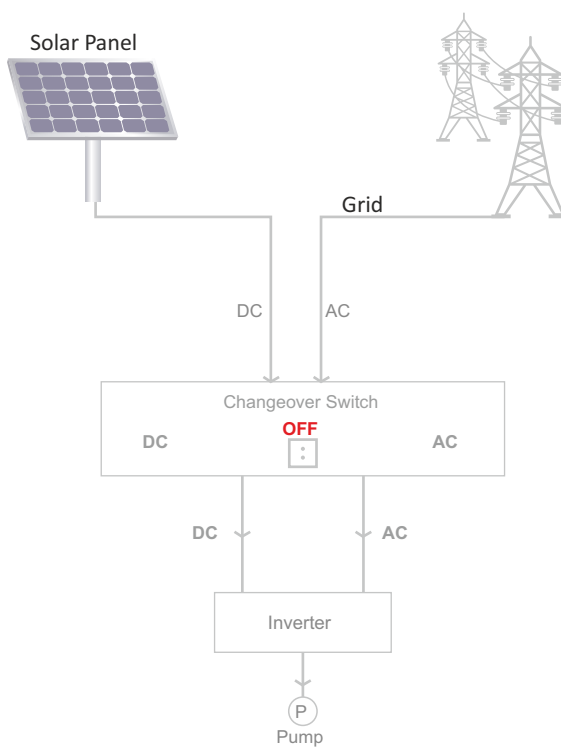 Solar Panel
Grid
DC
AC
Changeover Switch
OFF
DC
AC
DC
AC
Inverter
P
Pump